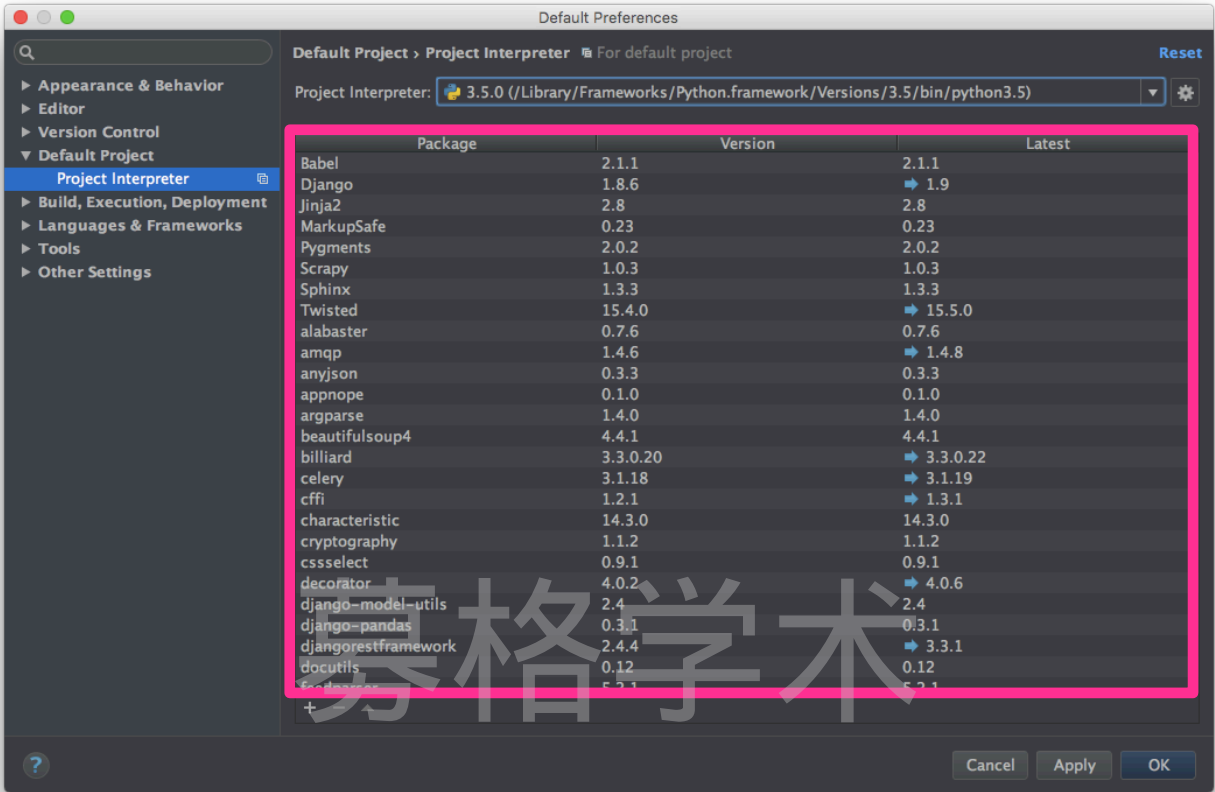 Default Preferences
Default Project › Project Interpreter For default project Reset
Project Interpreter: 3.5.0 (/Library/Frameworks/Python.framework/Versions/3.5/bin/python3.5)
Appearance & Behavior
Editor
Version Control
Default Project
Project Interpreter
Build, Execution, Deployment
Languages & Frameworks
Tools
Other Settings
Package Version Latest
Babel 2.1.1 2.1.1
Django 1.8.6 1.9
Jinja2 2.8 2.8
MarkupSafe 0.23 0.23
Pygments 2.0.2 2.0.2
Scrapy 1.0.3 1.0.3
Sphinx 1.3.3 1.3.3
Twisted 15.4.0 15.5.0
alabaster 0.7.6 0.7.6
amqp 1.4.6 1.4.8
anyjson 0.3.3 0.3.3
appnope 0.1.0 0.1.0
argparse 1.4.0 1.4.0
beautifulsoup4 4.4.1 4.4.1
billiard 3.3.0.20 3.3.0.22
celery 3.1.18 3.1.19
cffi 1.2.1 1.3.1
characteristic 14.3.0 14.3.0
cryptography 1.1.2 1.1.2
cssselect 0.9.1 0.9.1
decorator 4.0.2 4.0.6
django-model-utils 2.4 2.4
django-pandas 0.3.1 0.3.1
djangorestframework 2.4.4 3.3.1
docutils 0.12 0.12
feedparser 5.2.1 5.2.1
募格学术
+ −
? Cancel Apply OK